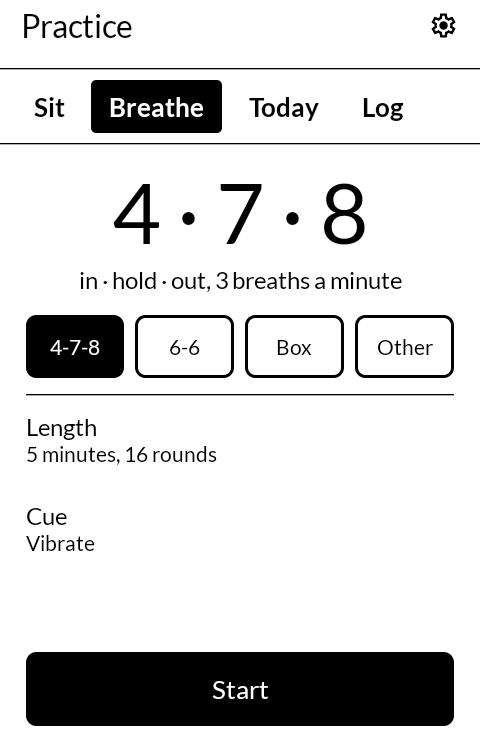 Practice
Sit Breathe Today Log
4 · 7 · 8
in · hold · out, 3 breaths a minute
4-7-8 6-6 Box Other
Length
5 minutes, 16 rounds
Cue
Vibrate
Start